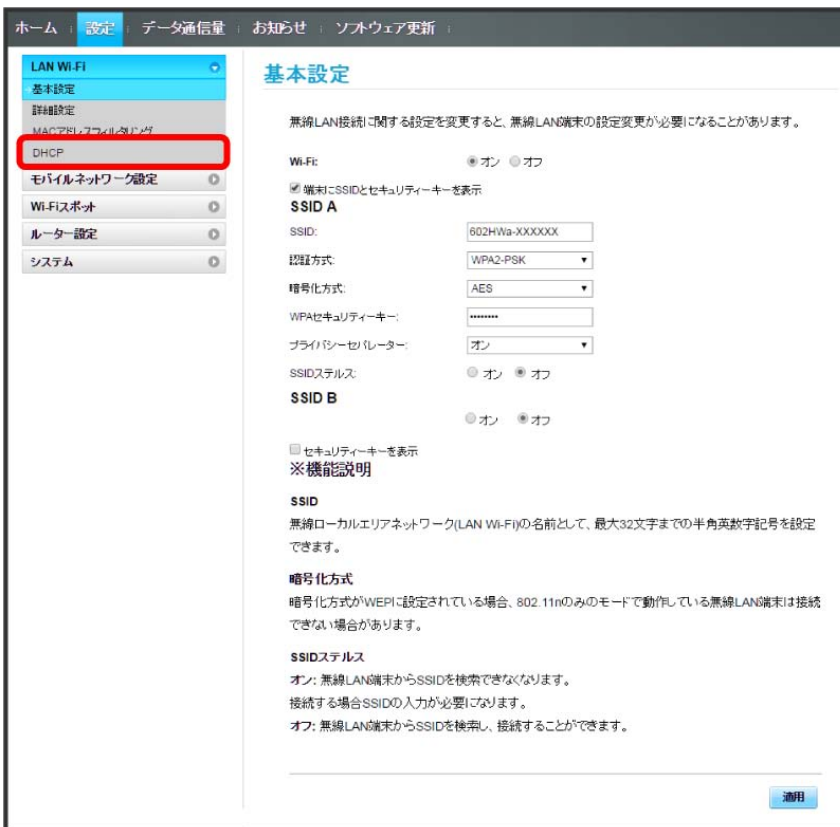 ホーム 設定 データ通信量 お知らせ ソフトウェア更新
LAN Wi-Fi
基本設定
詳細設定
MACアドレスフィルタリング
DHCP
モバイルネットワーク設定
Wi-Fiスポット
ルーター設定
システム
基本設定
無線LAN接続に関する設定を変更すると、無線LAN端末の設定変更が必要になることがあります。
Wi-Fi: オン オフ
端末にSSIDとセキュリティーキーを表示
SSID A
SSID: 602HWa-XXXXXX
認証方式: WPA2-PSK
暗号化方式: AES
WPAセキュリティーキー: ••••••••
プライバシーセパレーター: オン
SSIDステルス: オン オフ
SSID B
オン オフ
セキュリティーキーを表示
※機能説明
SSID
無線ローカルエリアネットワーク(LAN Wi-Fi)の名前として、最大32文字までの半角英数字記号を設定
できます。
暗号化方式
暗号化方式がWEPに設定されている場合、802.11nのみのモードで動作している無線LAN端末は接続
できない場合があります。
SSIDステルス
オン: 無線LAN端末からSSIDを検索できなくなります。
接続する場合SSIDの入力が必要になります。
オフ: 無線LAN端末からSSIDを検索し、接続することができます。
適用